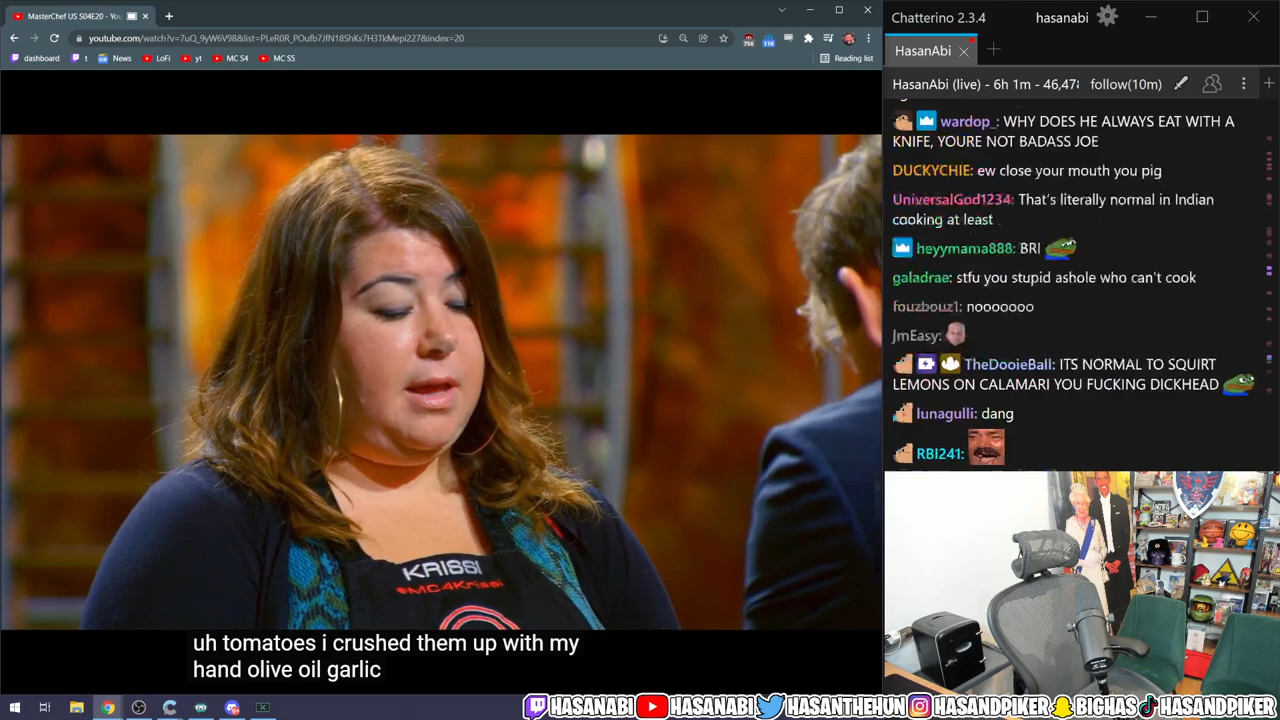 MasterChef US S04E20 - You
youtube.com/watch?v=7uQ_9yW6V98&list=PLeR0R_POufb7JfN18ShKs7H3TkMepi227&index=20
756
110
dashboard
t
News
LoFi
yt
MC S4
MC S5
Reading list
KRISSI
@MC4Krissi
uh tomatoes i crushed them up with my
hand olive oil garlic
Chatterino 2.3.4
hasanabi
HasanAbi
HasanAbi (live) - 6h 1m - 46,47
follow(10m)
wardop_: WHY DOES HE ALWAYS EAT WITH A
KNIFE, YOURE NOT BADASS JOE
DUCKYCHIE: ew close your mouth you pig
UniversalGod1234: That's literally normal in Indian
cooking at least
heyymama888: BRI
galadrae: stfu you stupid ashole who can't cook
fouzbouz1: nooooooo
JmEasy:
TheDooieBall: ITS NORMAL TO SQUIRT
LEMONS ON CALAMARI YOU FUCKING DICKHEAD
lunagulli: dang
RBI241:
HASANABI
HASANABI
HASANTHEHUN
HASANDPIKER
BIGHAS
HASANDPIKER